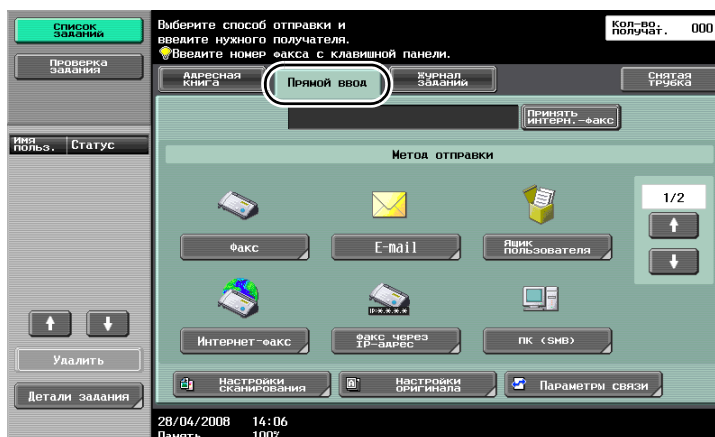 Список
заданий
Проверка
задания
Имя
польз.
Статус
Удалить
Детали задания
Выберите способ отправки и
введите нужного получателя.
Введите номер факса с клавишной панели.
Кол-во.
получат.
000
Адресная
книга
Прямой ввод
Журнал
заданий
Снятая
трубка
Принять
интерн.-факс
Метод отправки
Факс
E-mail
Ящик
пользователя
1/2
Интернет-факс
Факс через
IP-адрес
ПК (SMB)
IP-*.*.*.*
Настройки
сканирования
Настройки
оригинала
Параметры связи
28/04/2008 14:06
Память 100%